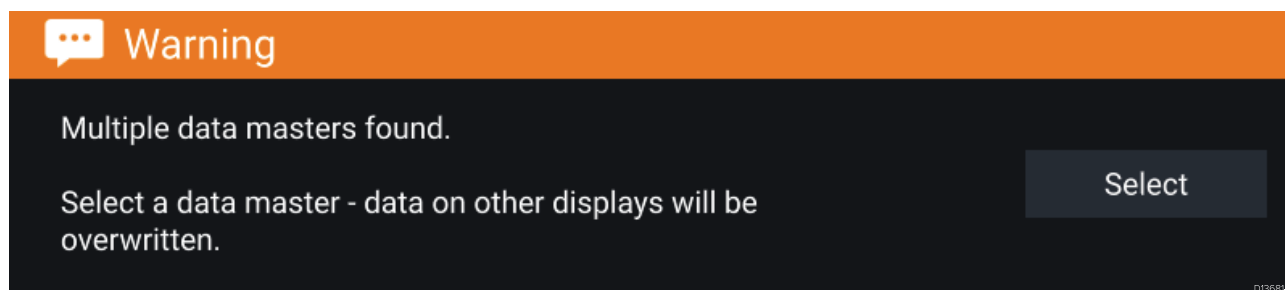 Warning
Multiple data masters found.
Select a data master - data on other displays will be
overwritten.
Select